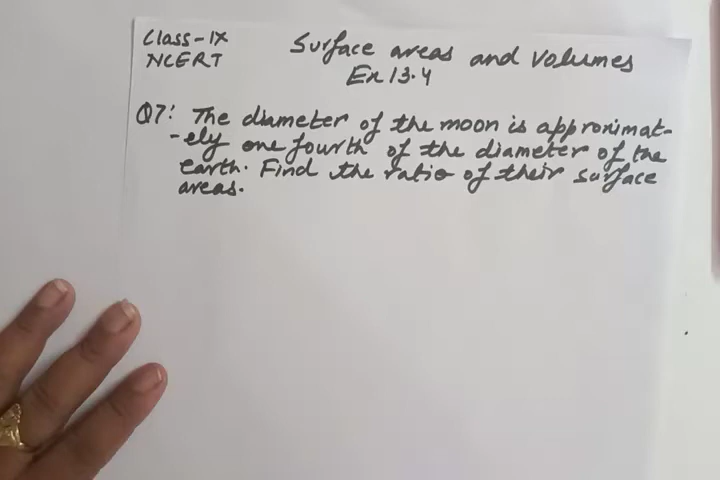 Class-IX Surface areas and Volumes
NCERT Ex 13.4
Q7: The diameter of the moon is approximat-
-ely one fourth of the diameter of the
earth. Find the ratio of their surface
areas.